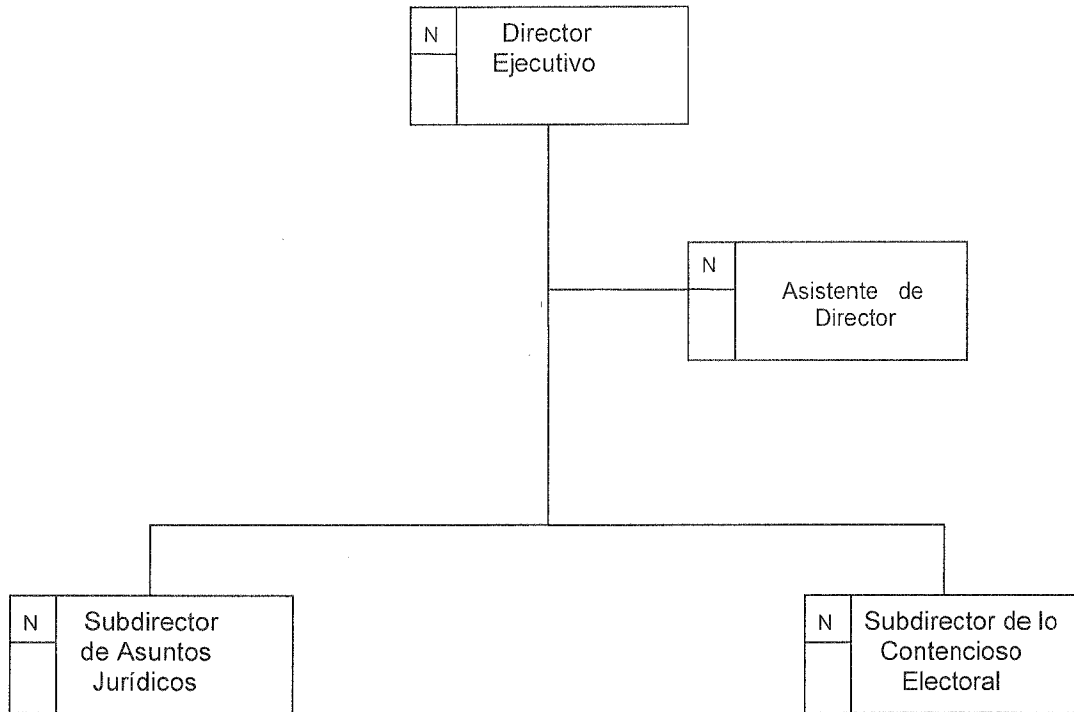 N
Director
Ejecutivo
N
Asistente de
Director
N
Subdirector
de Asuntos
Jurídicos
N
Subdirector de lo
Contencioso
Electoral